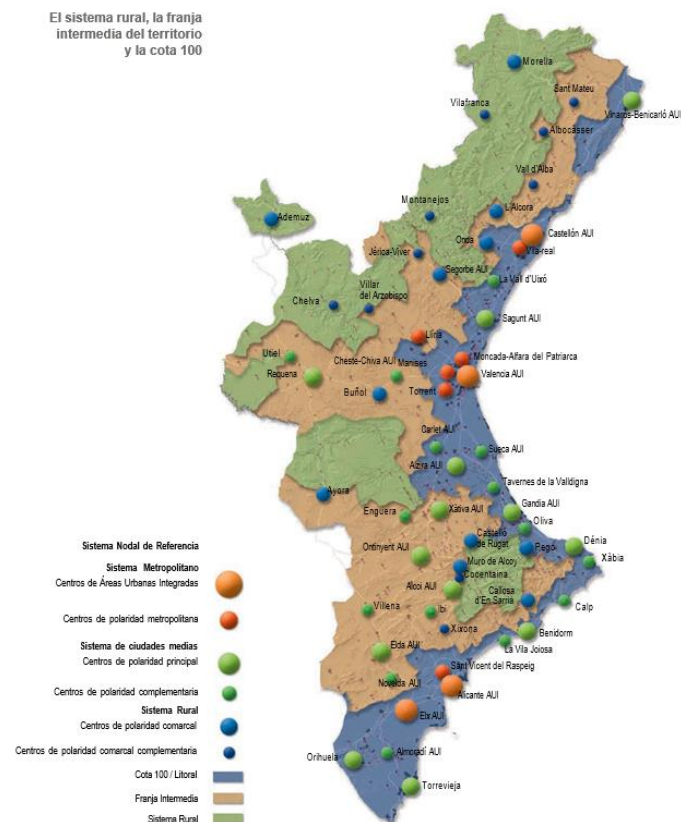 El sistema rural, la franja
intermedia del territorio
y la cota 100
Morella
Sant Mateu
Vilafranca
Vinaros-Benicarló AUI
Albocàsser
Vall d'Alba
Montanejos
L'Alcora
Ademuz
Castellón AUI
Onda
Vila-real
Jérica-Viver
Segorbe AUI
La Vall d'Uixó
Chelva
Villar
del Arzobispo
Sagunt AUI
Llíria
Utiel
Cheste-Chiva AUI
Manises
Moncada-Alfara del Patriarca
Requena
Valencia AUI
Buñol
Torrent
Carlet AUI
Sueca AUI
Alzira AUI
Tavernes de la Valldigna
Ayora
Enguera
Xàtiva AUI
Gandia AUI
Oliva
Castelló
de Rugat
Ontinyent AUI
Pegó
Dénia
Muro de Alcoy
Cocentaina
Xàbia
Alcoi AUI
Callosa
d'En Sarria
Villena
Ibi
Calp
Xixona
Benidorm
Elda AUI
La Vila Joiosa
Sant Vicent del Raspeig
Novelda AUI
Alicante AUI
Elx AUI
Orihuela
Almoradí AUI
Torrevieja
Sistema Nodal de Referencia
Sistema Metropolitano
Centros de Áreas Urbanas Integradas
Centros de polaridad metropolitana
Sistema de ciudades medias
Centros de polaridad principal
Centros de polaridad complementaria
Sistema Rural
Centros de polaridad comarcal
Centros de polaridad comarcal complementaria
Cota 100 / Litoral
Franja Intermedia
Sistema Rural